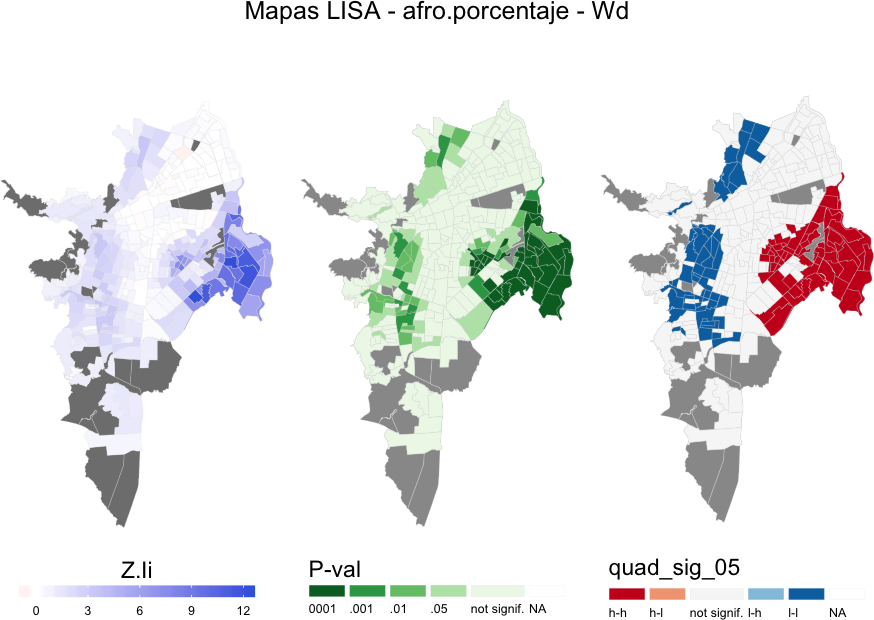 Mapas LISA - afro.porcentaje - Wd
Z.Ii
0 3 6 9 12
P-val
0001 .001 .01 .05 not signif. NA
quad_sig_05
h-h h-l not signif. l-h l-l NA